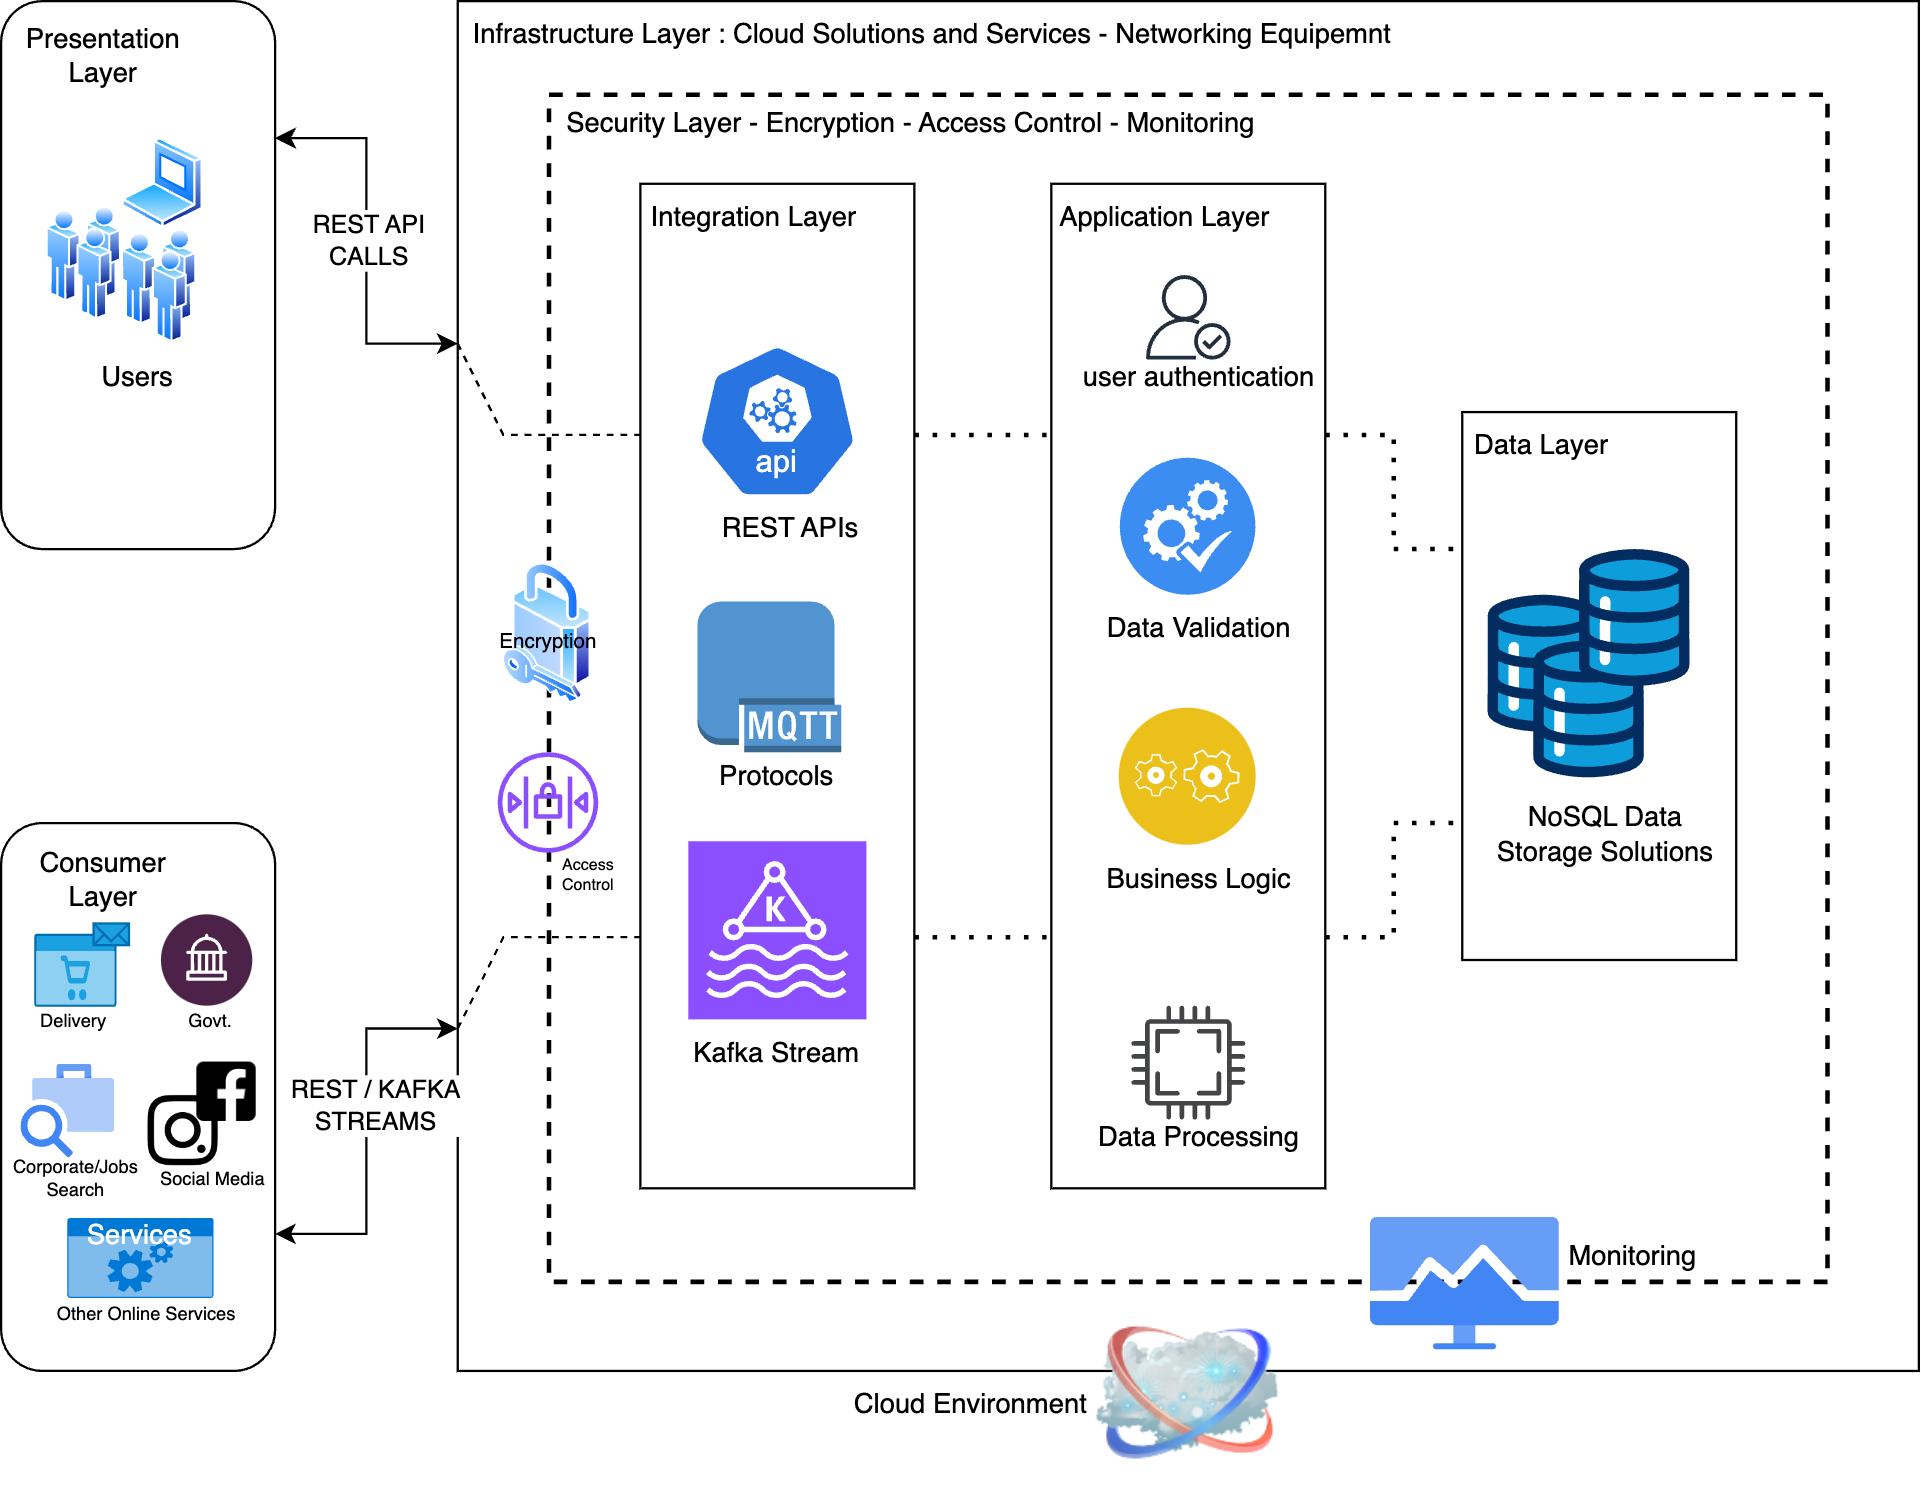 Presentation
Layer
Users
REST API
CALLS
Infrastructure Layer : Cloud Solutions and Services - Networking Equipemnt
Security Layer - Encryption - Access Control - Monitoring
Integration Layer
api
REST APIs
MQTT
Protocols
K
Kafka Stream
Encryption
Access
Control
Application Layer
user authentication
Data Validation
Business Logic
Data Processing
Data Layer
NoSQL Data
Storage Solutions
Consumer
Layer
Delivery
Govt.
Corporate/Jobs
Search
Social Media
Services
Other Online Services
REST / KAFKA
STREAMS
Monitoring
Cloud Environment